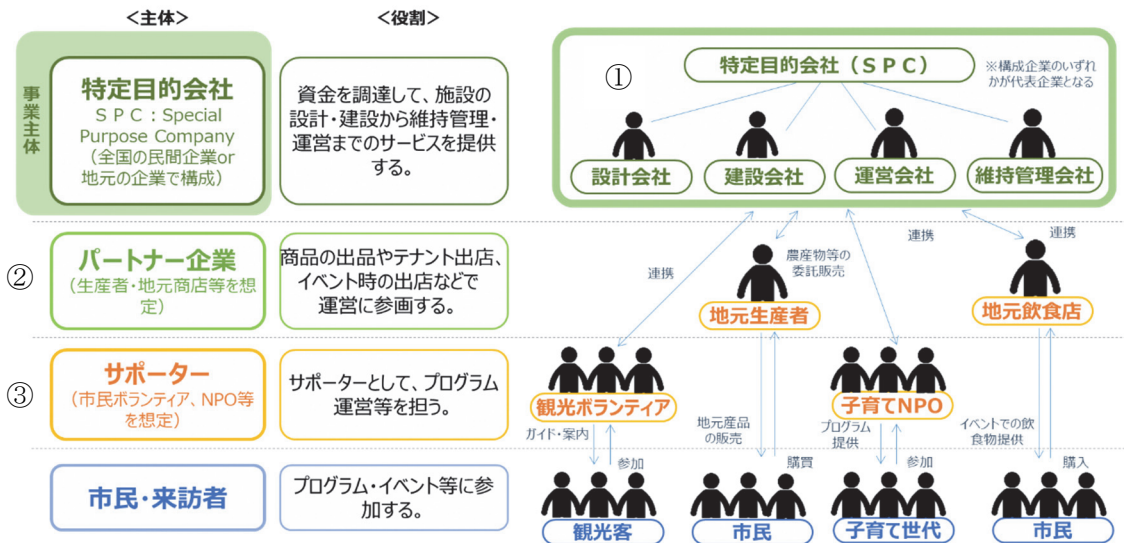 ＜主体＞
＜役割＞
事業主体
特定目的会社
ＳＰＣ：Special
Purpose Company
（全国の民間企業or
地元の企業で構成）
資金を調達して、施設の
設計・建設から維持管理・
運営までのサービスを提供
する。
①
特定目的会社（ＳＰＣ）
※構成企業のいずれ
かが代表企業となる
設計会社
建設会社
運営会社
維持管理会社
②
パートナー企業
（生産者・地元商店等を想
定）
商品の出品やテナント出店、
イベント時の出店などで
運営に参画する。
連携
農産物等の
委託販売
連携
連携
地元生産者
地元飲食店
③
サポーター
（市民ボランティア、NPO等
を想定）
サポーターとして、プログラム
運営等を担う。
観光ボランティア
子育てNPO
ガイド・案内
参加
地元産品
の販売
購買
プログラム
提供
参加
イベントでの飲
食物提供
購入
市民・来訪者
プログラム・イベント等に参
加する。
観光客
市民
子育て世代
市民